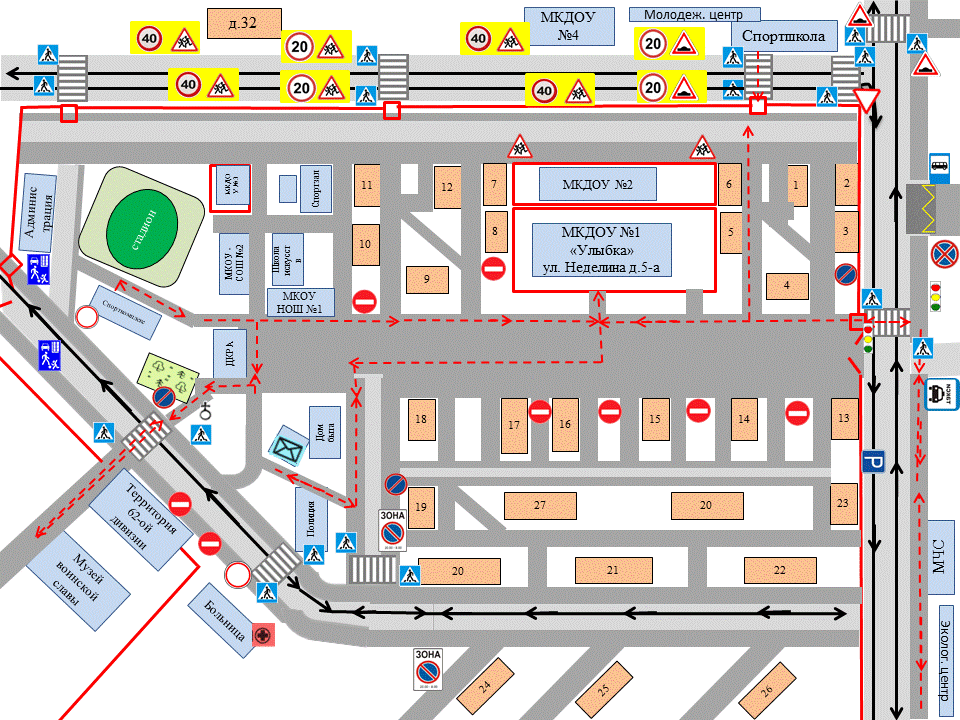 д.32
МКДОУ
№4
Молодеж. центр
Спортшкола
40
20
40
20
40
20
40
20
Админис
трация
стадион
МКДО
У №3
Спортзал
11
12
7
МКДОУ №2
6
1
2
МКОУ -
СОШ №2
Школа
искусст
в
10
8
МКДОУ №1
«Улыбка»
ул. Неделина д.5-а
5
3
9
4
МКОУ
НОШ №1
Спорткомплекс
ДКРА
Дом
быта
18
17
16
15
14
13
P
Полиция
19
27
20
23
ЗОНА
20
21
22
Территория
62-ой
дивизии
Музей
воинской
славы
Больница
МЧС
Эколог. центр
ЗОНА
24
25
26